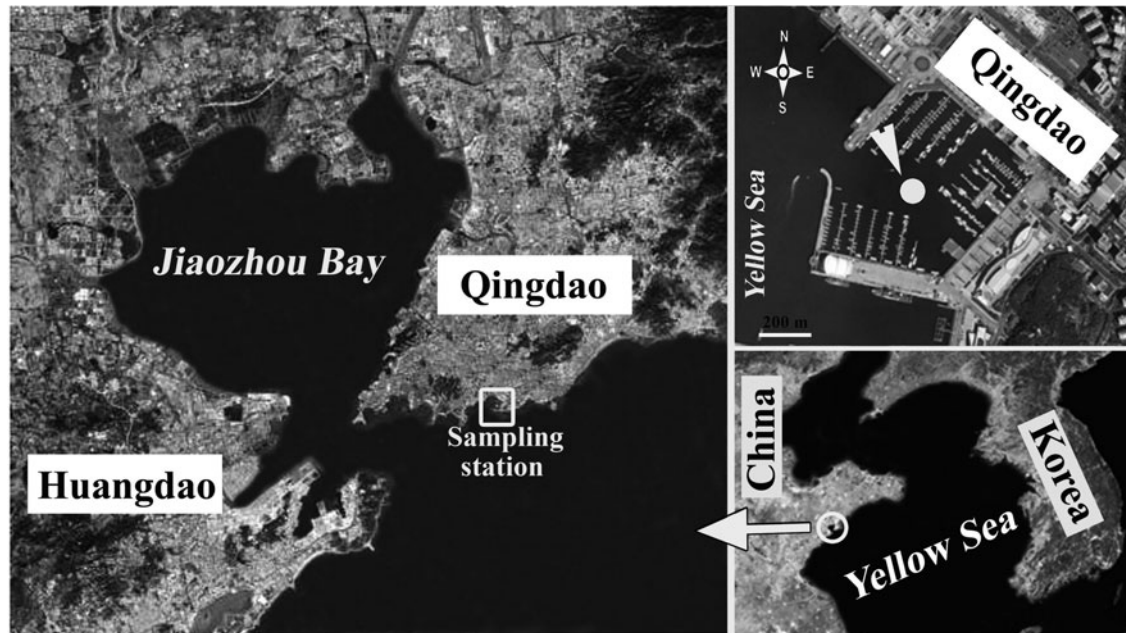 Jiaozhou Bay
Qingdao
Sampling
station
Huangdao
N
W E
S
Qingdao
Yellow Sea
200 m
China
Korea
Yellow Sea